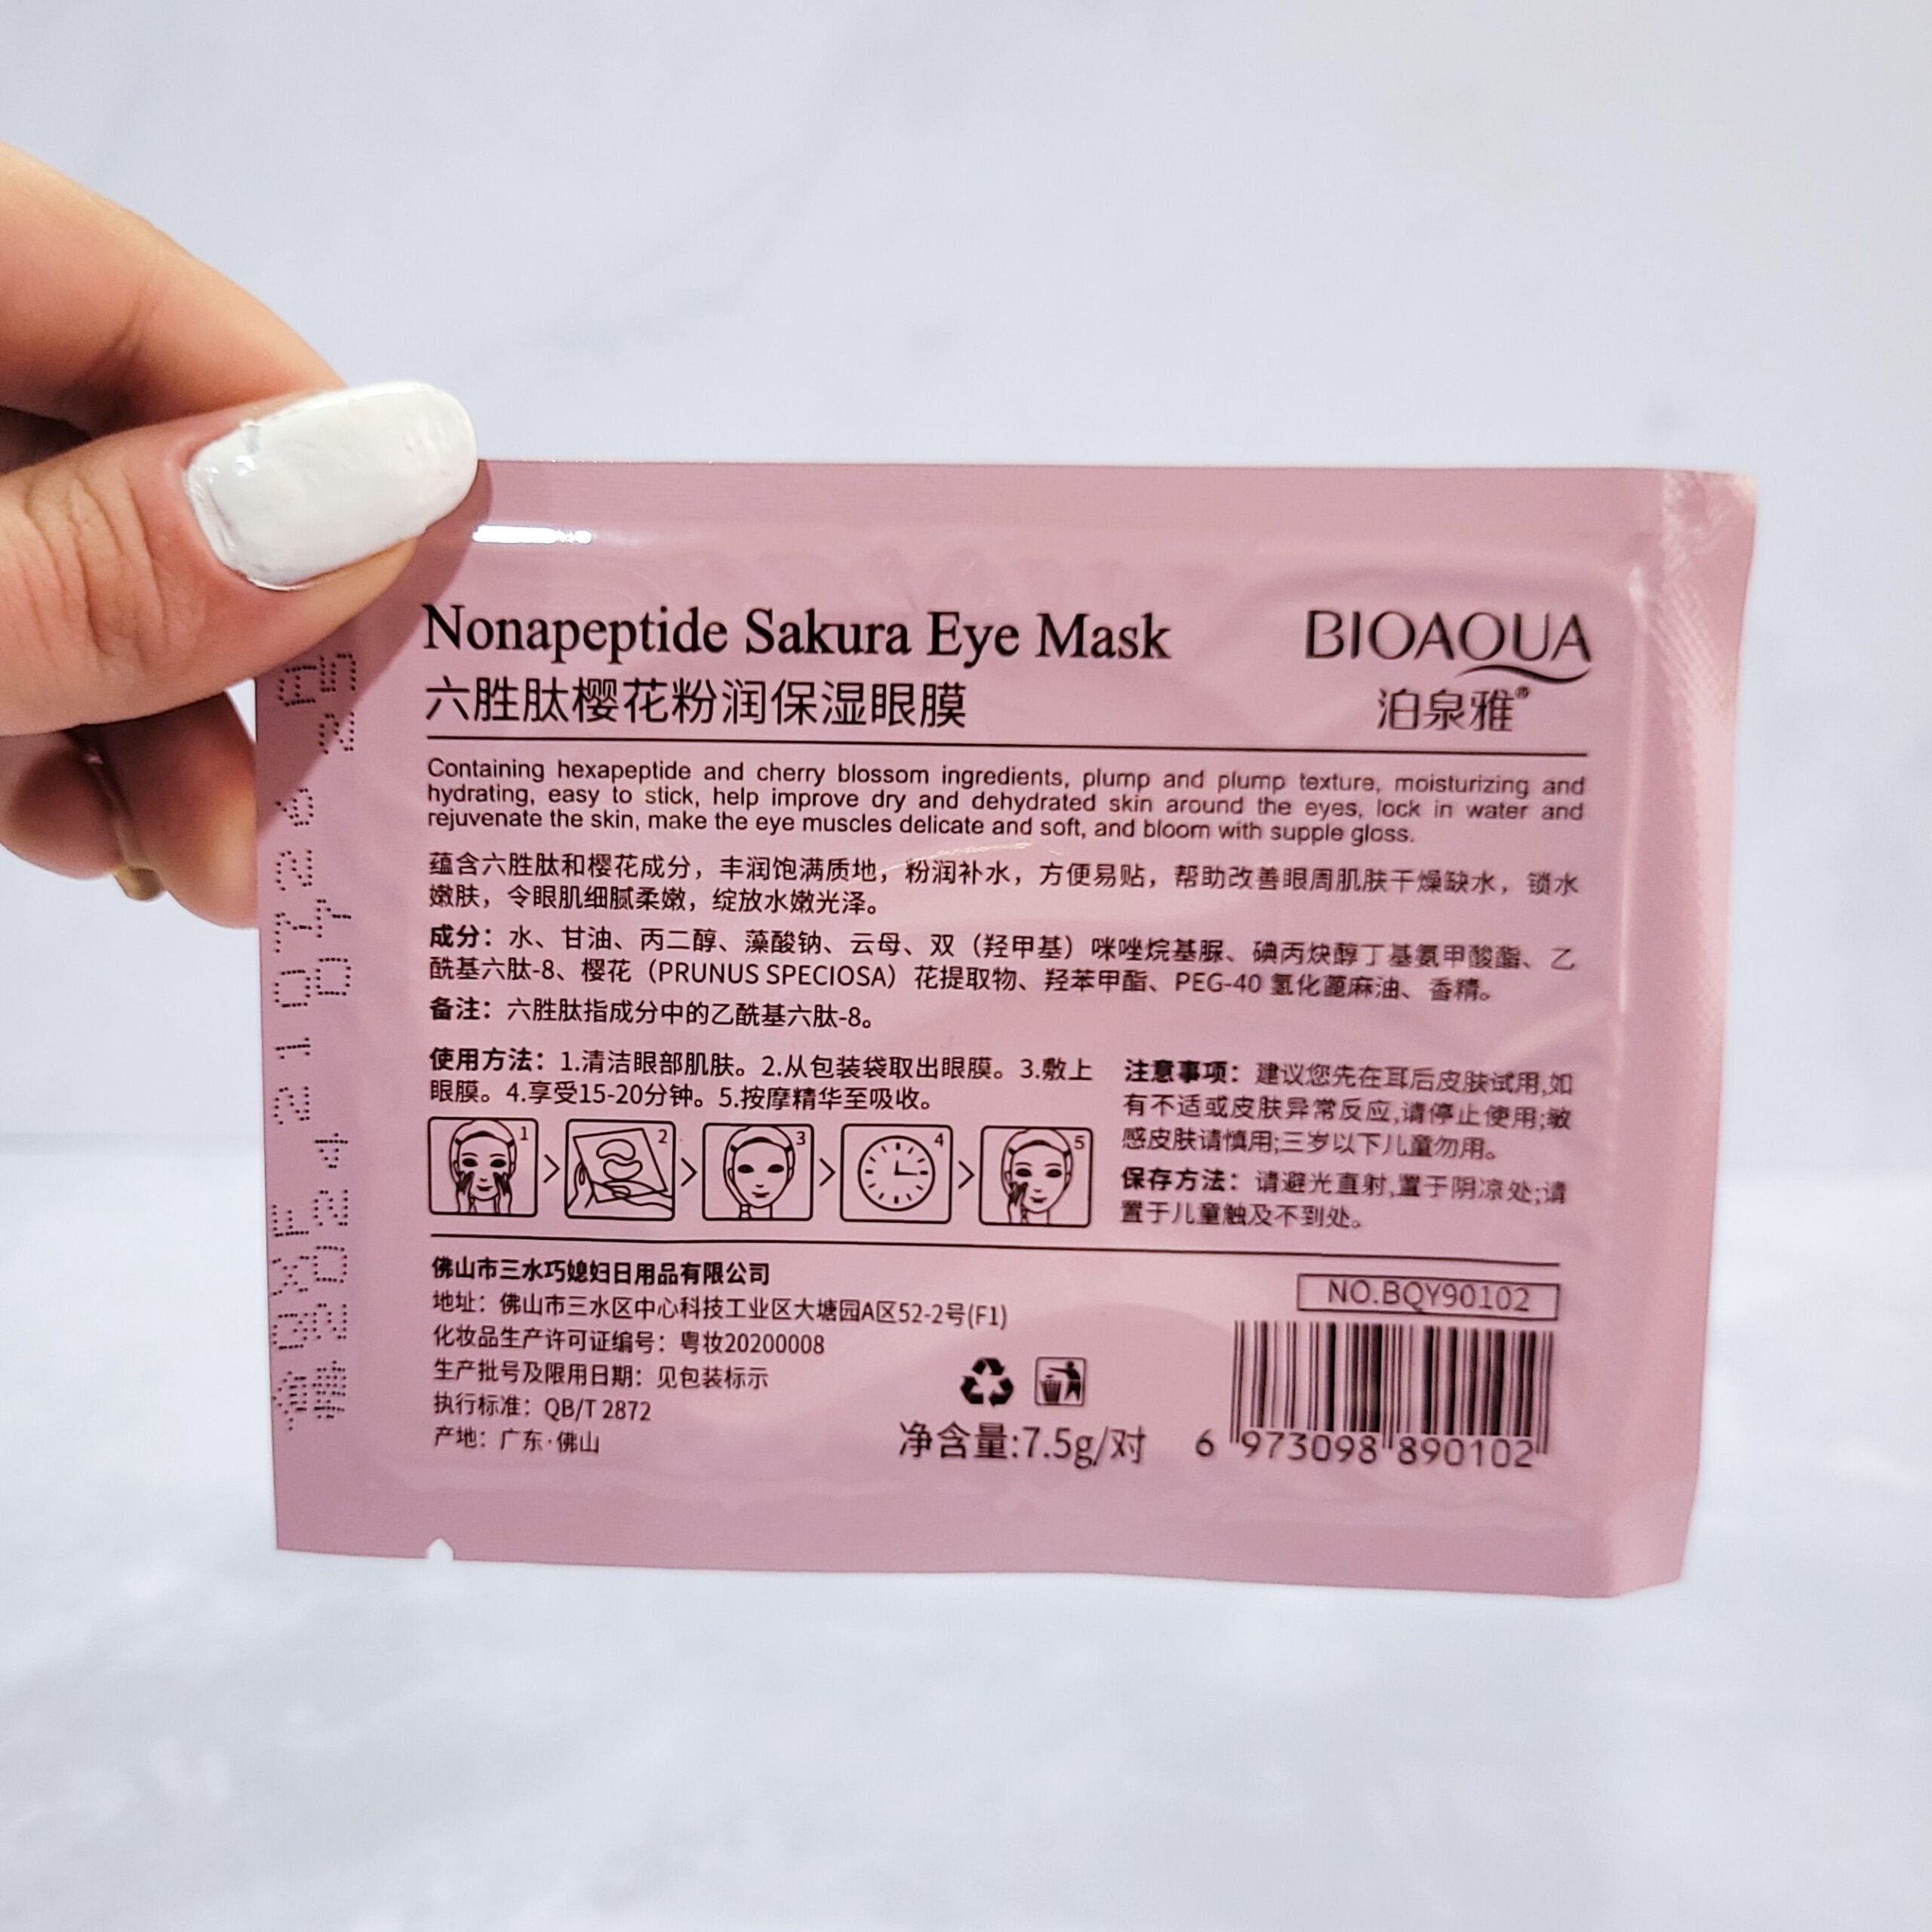 Nonapeptide Sakura Eye Mask
六胜肽樱花粉润保湿眼膜
BIOAQUA
泊泉雅®
Containing hexapeptide and cherry blossom ingredients, plump and plump texture, moisturizing and
hydrating, easy to stick, help improve dry and dehydrated skin around the eyes, lock in water and
rejuvenate the skin, make the eye muscles delicate and soft, and bloom with supple gloss.
蕴含六胜肽和樱花成分，丰润饱满质地，粉润补水，方便易贴，帮助改善眼周肌肤干燥缺水，锁水
嫩肤，令眼肌细腻柔嫩，绽放水嫩光泽。
成分：水、甘油、丙二醇、藻酸钠、云母、双（羟甲基）咪唑烷基脲、碘丙炔醇丁基氨甲酸酯、乙
酰基六肽-8、樱花（PRUNUS SPECIOSA）花提取物、羟苯甲酯、PEG-40 氢化蓖麻油、香精。
备注：六胜肽指成分中的乙酰基六肽-8。
使用方法：1.清洁眼部肌肤。2.从包装袋取出眼膜。3.敷上
眼膜。4.享受15-20分钟。5.按摩精华至吸收。
1
2
3
4
5
注意事项：建议您先在耳后皮肤试用,如
有不适或皮肤异常反应,请停止使用;敏
感皮肤请慎用;三岁以下儿童勿用。
保存方法：请避光直射,置于阴凉处;请
置于儿童触及不到处。
佛山市三水巧媳妇日用品有限公司
地址：佛山市三水区中心科技工业区大塘园A区52-2号(F1)
化妆品生产许可证编号：粤妆20200008
生产批号及限用日期：见包装标示
执行标准：QB/T 2872
产地：广东·佛山
净含量:7.5g/对
NO.BQY90102
6 973098 890102